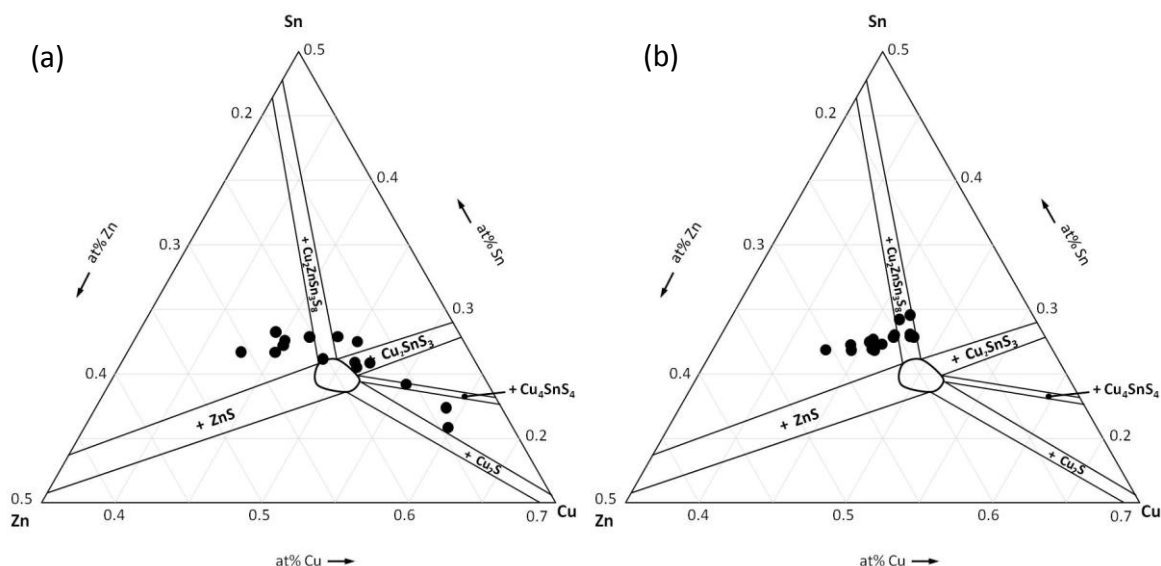 (a)
Sn
0.5
0.2
0.4
at% Zn
at% Sn
0.3
+ Cu₂ZnSn₃S₈
0.3
+ Cu₂SnS₃
0.4
+ Cu₄SnS₄
+ ZnS
0.2
+ Cu₂S
0.5
Zn
0.4
0.5
0.6
0.7
Cu
at% Cu
(b)
Sn
0.5
0.2
0.4
at% Zn
at% Sn
0.3
+ Cu₂ZnSn₃S₈
0.3
+ Cu₂SnS₃
0.4
+ Cu₄SnS₄
+ ZnS
0.2
+ Cu₂S
0.5
Zn
0.4
0.5
0.6
0.7
Cu
at% Cu